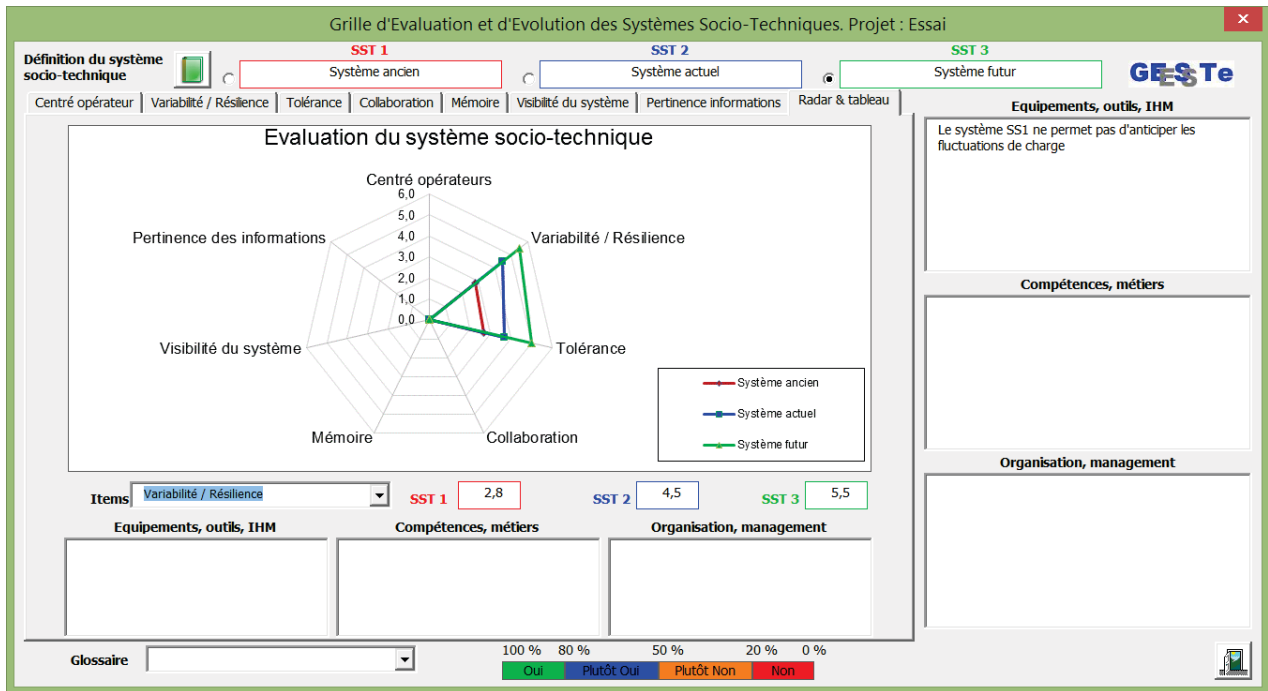 Grille d'Evaluation et d'Evolution des Systèmes Socio-Techniques. Projet : Essai
×
Définition du système
socio-technique
SST 1
Système ancien
SST 2
Système actuel
SST 3
Système futur
GEESTe
Centré opérateur
Variabilité / Résilience
Tolérance
Collaboration
Mémoire
Visibilité du système
Pertinence informations
Radar & tableau
Evaluation du système socio-technique
Centré opérateurs
6,0
5,0
4,0
3,0
2,0
1,0
0,0
Pertinence des informations
Variabilité / Résilience
Visibilité du système
Tolérance
Mémoire
Collaboration
Système ancien
Système actuel
Système futur
Items
Variabilité / Résilience
SST 1
2,8
SST 2
4,5
SST 3
5,5
Equipements, outils, IHM
Compétences, métiers
Organisation, management
Equipements, outils, IHM
Le système SS1 ne permet pas d'anticiper les
fluctuations de charge
Compétences, métiers
Organisation, management
Glossaire
100 % 80 % 50 % 20 % 0 %
Oui Plutôt Oui Plutôt Non Non